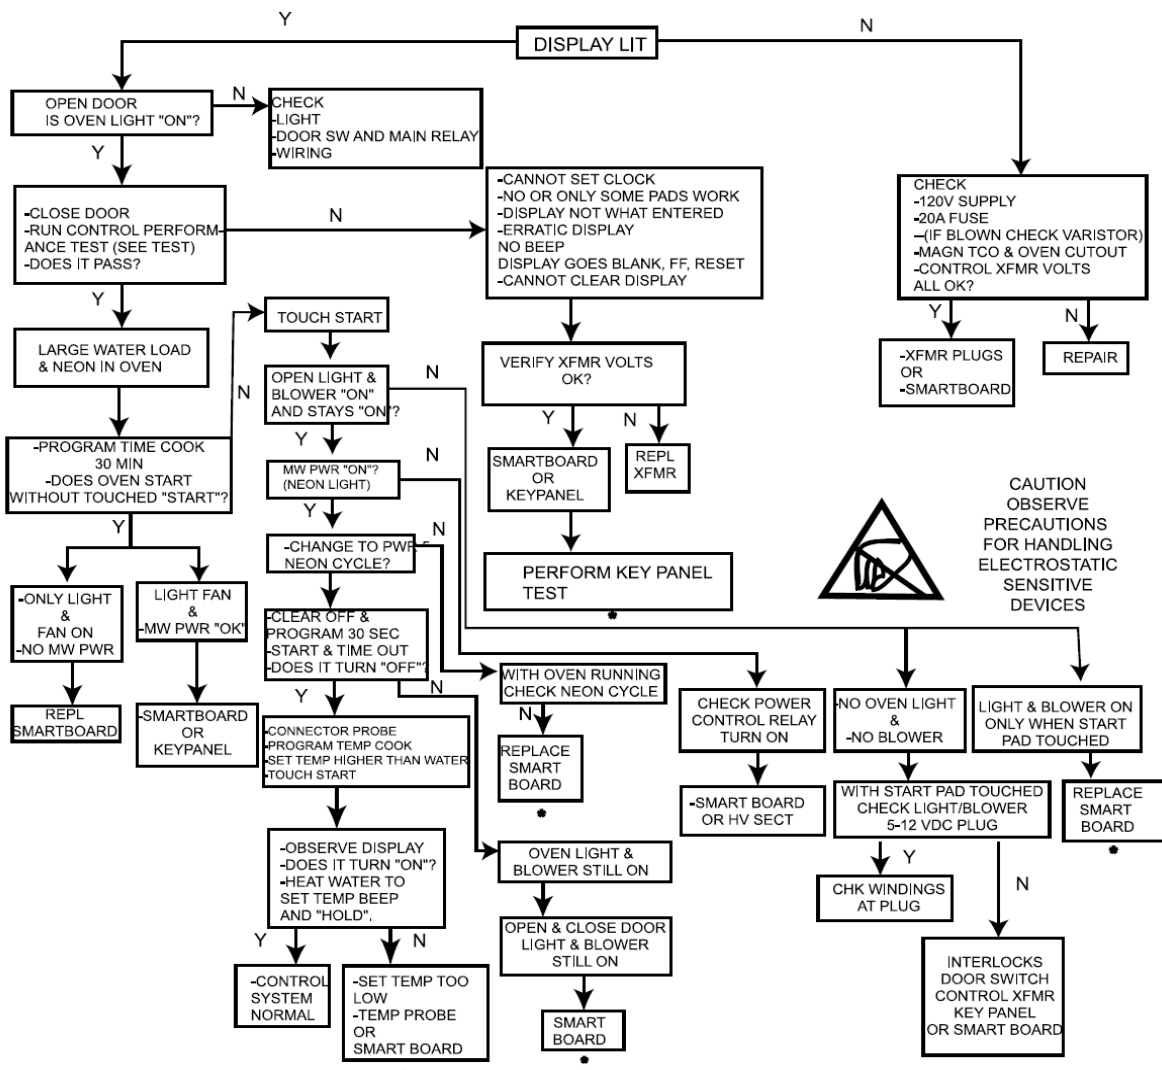 Y
N
DISPLAY LIT
OPEN DOOR
IS OVEN LIGHT "ON"?
N
CHECK
-LIGHT
-DOOR SW AND MAIN RELAY
-WIRING
Y
-CLOSE DOOR
-RUN CONTROL PERFORM-
ANCE TEST (SEE TEST)
-DOES IT PASS?
N
-CANNOT SET CLOCK
-NO OR ONLY SOME PADS WORK
-DISPLAY NOT WHAT ENTERED
-ERRATIC DISPLAY
NO BEEP
DISPLAY GOES BLANK, FF, RESET
-CANNOT CLEAR DISPLAY
CHECK
-120V SUPPLY
-20A FUSE
-(IF BLOWN CHECK VARISTOR)
-MAGN TCO & OVEN CUTOUT
-CONTROL XFMR VOLTS
ALL OK?
Y
LARGE WATER LOAD
& NEON IN OVEN
N
TOUCH START
Y
N
-XFMR PLUGS
OR
-SMARTBOARD
REPAIR
VERIFY XFMR VOLTS
OK?
Y
N
SMARTBOARD
OR
KEYPANEL
REPL
XFMR
PERFORM KEY PANEL
TEST
*
OPEN LIGHT &
BLOWER "ON"
AND STAYS "ON"?
N
Y
-PROGRAM TIME COOK
30 MIN
-DOES OVEN START
WITHOUT TOUCHED "START"?
Y
MW PWR "ON"?
(NEON LIGHT)
N
Y
-CHANGE TO PWR 5
NEON CYCLE?
N
-ONLY LIGHT
&
FAN ON
-NO MW PWR
LIGHT FAN
&
-MW PWR "OK"
REPL
SMARTBOARD
-SMARTBOARD
OR
KEYPANEL
-CLEAR OFF &
PROGRAM 30 SEC
-START & TIME OUT
-DOES IT TURN "OFF"?
Y
N
-CONNECTOR PROBE
-PROGRAM TEMP COOK
-SET TEMP HIGHER THAN WATER
-TOUCH START
-OBSERVE DISPLAY
-DOES IT TURN "ON"?
-HEAT WATER TO
SET TEMP BEEP
AND "HOLD",
Y
N
-CONTROL
SYSTEM
NORMAL
-SET TEMP TOO
LOW
-TEMP PROBE
OR
SMART BOARD
WITH OVEN RUNNING
CHECK NEON CYCLE
N
REPLACE
SMART
BOARD
*
OVEN LIGHT &
BLOWER STILL ON
OPEN & CLOSE DOOR
LIGHT & BLOWER
STILL ON
SMART
BOARD
*
CAUTION
OBSERVE
PRECAUTIONS
FOR HANDLING
ELECTROSTATIC
SENSITIVE
DEVICES
CHECK POWER
CONTROL RELAY
TURN ON
-SMART BOARD
OR HV SECT
-NO OVEN LIGHT
&
-NO BLOWER
WITH START PAD TOUCHED
CHECK LIGHT/BLOWER
5-12 VDC PLUG
Y
N
CHK WINDINGS
AT PLUG
INTERLOCKS
DOOR SWITCH
CONTROL XFMR
KEY PANEL
OR SMART BOARD
LIGHT & BLOWER ON
ONLY WHEN START
PAD TOUCHED
REPLACE
SMART
BOARD
*